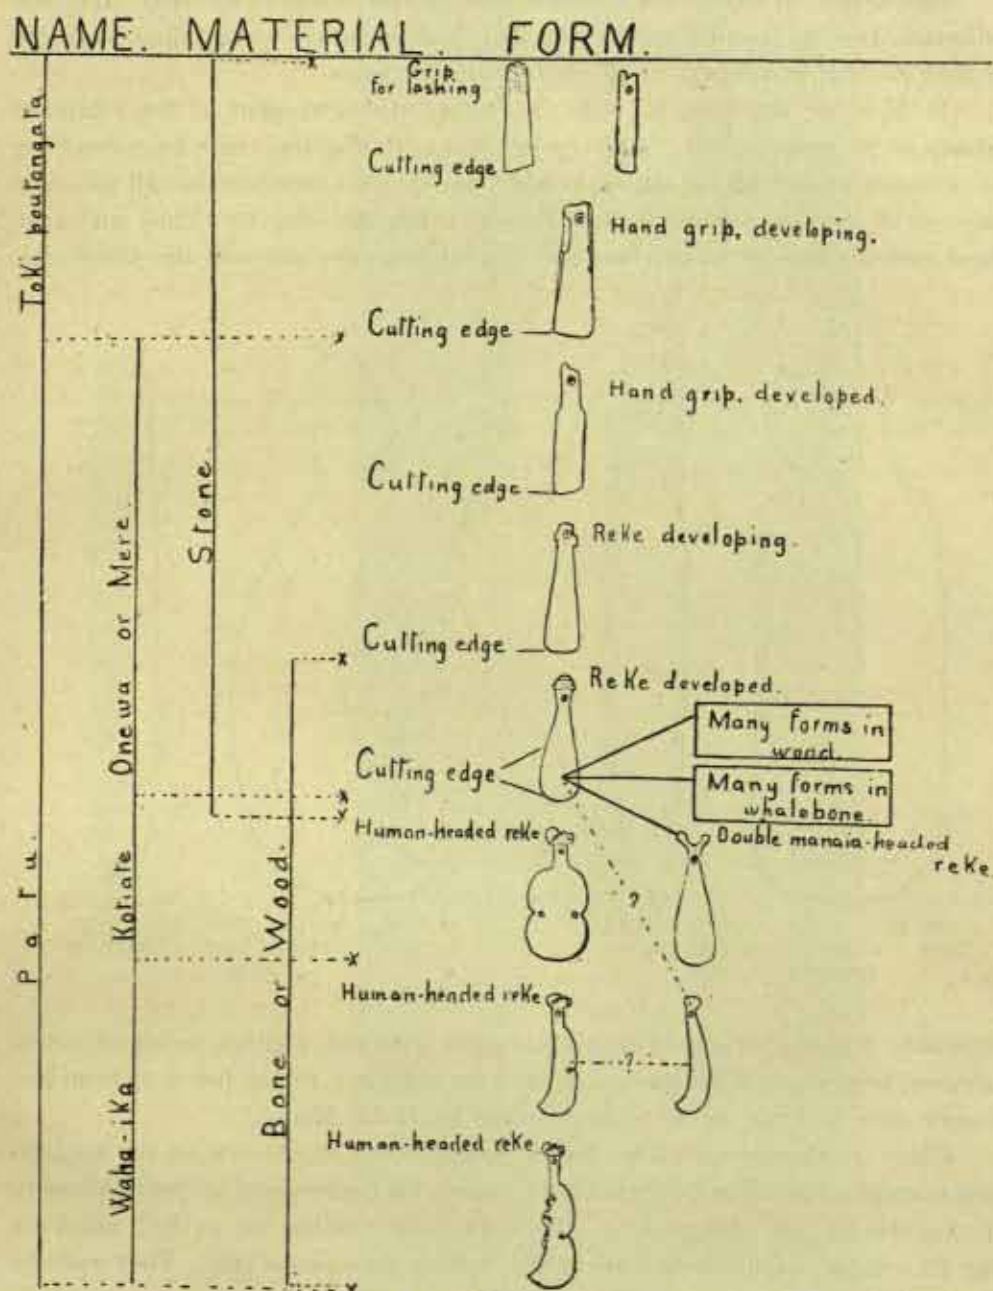 NAME. MATERIAL. FORM.
Toki poutangata
Patu.
Onewa or Mere.
Kotiate
Waha-ika
Stone
Bone or Wood.
Grip
for lashing
Cutting edge
Hand grip, developing.
Cutting edge
Hand grip, developed.
Cutting edge
Reke developing.
Cutting edge
Reke developed.
Many forms in
wood.
Cutting edge
Many forms in
whalebone.
Human-headed reke
Double manaia-headed
reke
?
Human-headed reke
?
Human-headed reke